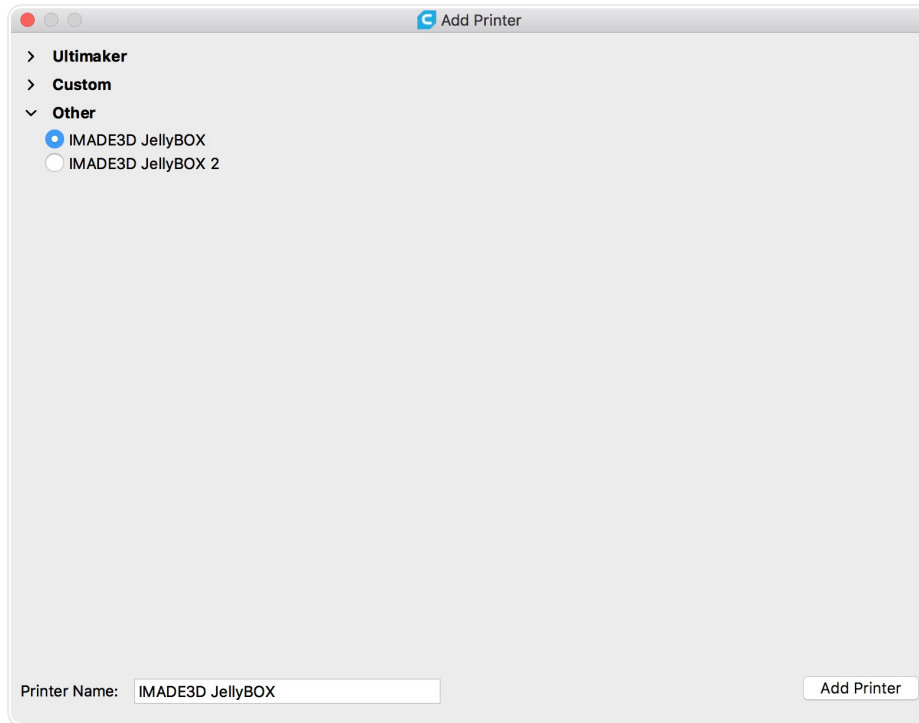 Add Printer
Ultimaker
Custom
Other
IMADE3D JellyBOX
IMADE3D JellyBOX 2
Printer Name: IMADE3D JellyBOX Add Printer